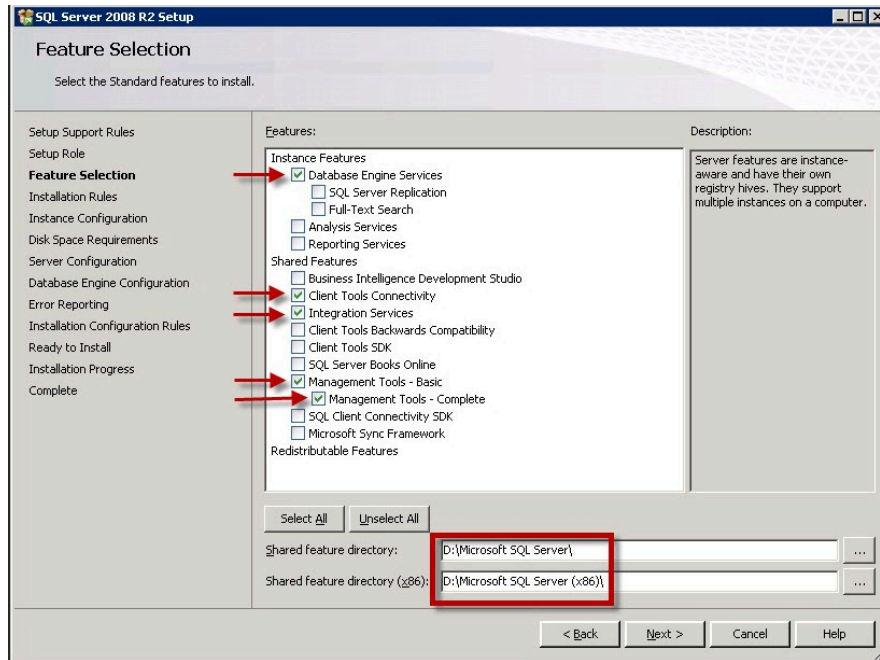 SQL Server 2008 R2 Setup
Feature Selection
Select the Standard features to install.
Setup Support Rules
Setup Role
Feature Selection
Installation Rules
Instance Configuration
Disk Space Requirements
Server Configuration
Database Engine Configuration
Error Reporting
Installation Configuration Rules
Ready to Install
Installation Progress
Complete
Features:
Instance Features
Database Engine Services
SQL Server Replication
Full-Text Search
Analysis Services
Reporting Services
Shared Features
Business Intelligence Development Studio
Client Tools Connectivity
Integration Services
Client Tools Backwards Compatibility
Client Tools SDK
SQL Server Books Online
Management Tools - Basic
Management Tools - Complete
SQL Client Connectivity SDK
Microsoft Sync Framework
Redistributable Features
Description:
Server features are instance-
aware and have their own
registry hives. They support
multiple instances on a computer.
Select All
Unselect All
Shared feature directory:
D:\Microsoft SQL Server\
...
Shared feature directory (x86):
D:\Microsoft SQL Server (x86)\
...
< Back
Next >
Cancel
Help